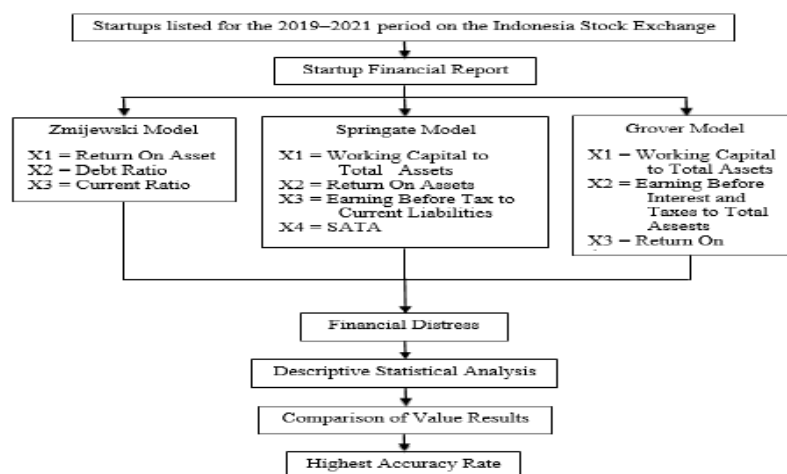 Startups listed for the 2019–2021 period on the Indonesia Stock Exchange
Startup Financial Report
Zmijewski Model
X1 = Return On Asset
X2 = Debt Ratio
X3 = Current Ratio
Springate Model
X1 = Working Capital to
Total Assets
X2 = Return On Assets
X3 = Earning Before Tax to
Current Liabilities
X4 = SATA
Grover Model
X1 = Working Capital
to Total Assets
X2 = Earning Before
Interest and
Taxes to Total
Assests
X3 = Return On
Financial Distress
Descriptive Statistical Analysis
Comparison of Value Results
Highest Accuracy Rate